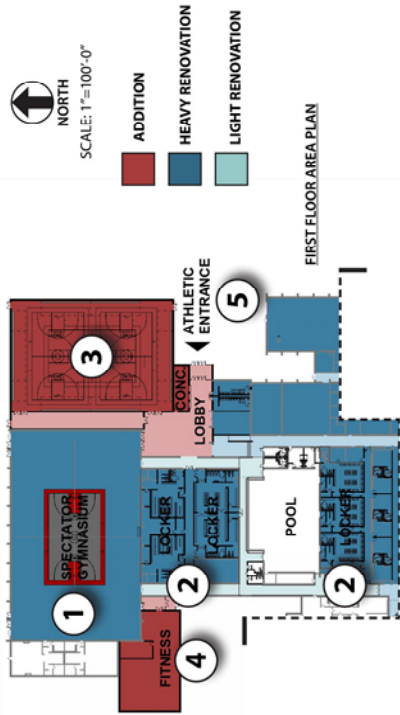 NORTH
SCALE: 1"=100'-0"
ADDITION
HEAVY RENOVATION
LIGHT RENOVATION
FIRST FLOOR AREA PLAN
1
SPECTATOR
GYMNASIUM
3
CONC.
LOBBY
ATHLETIC
ENTRANCE
5
2
LOCKER
LOCKER
4
FITNESS
POOL
2
LOCKER